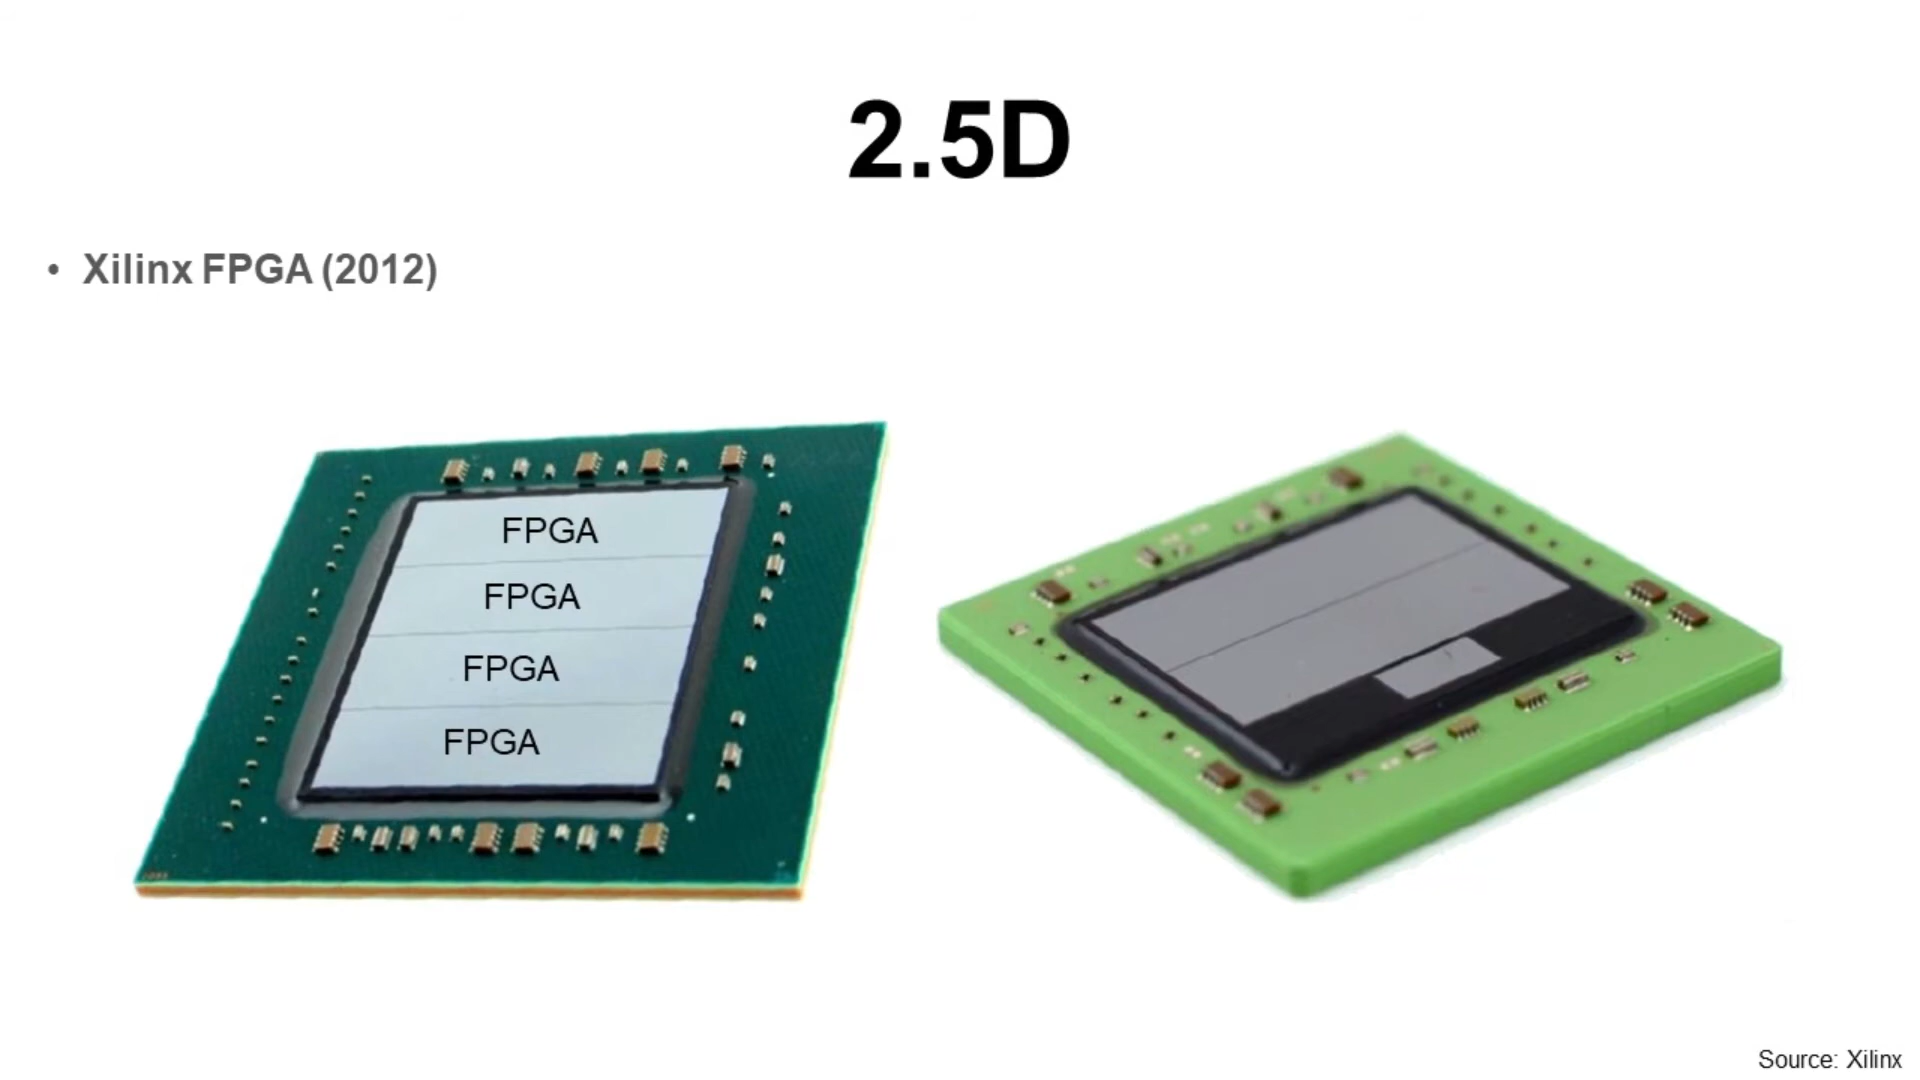 2.5D
• Xilinx FPGA (2012)
FPGA
FPGA
FPGA
FPGA
Source: Xilinx